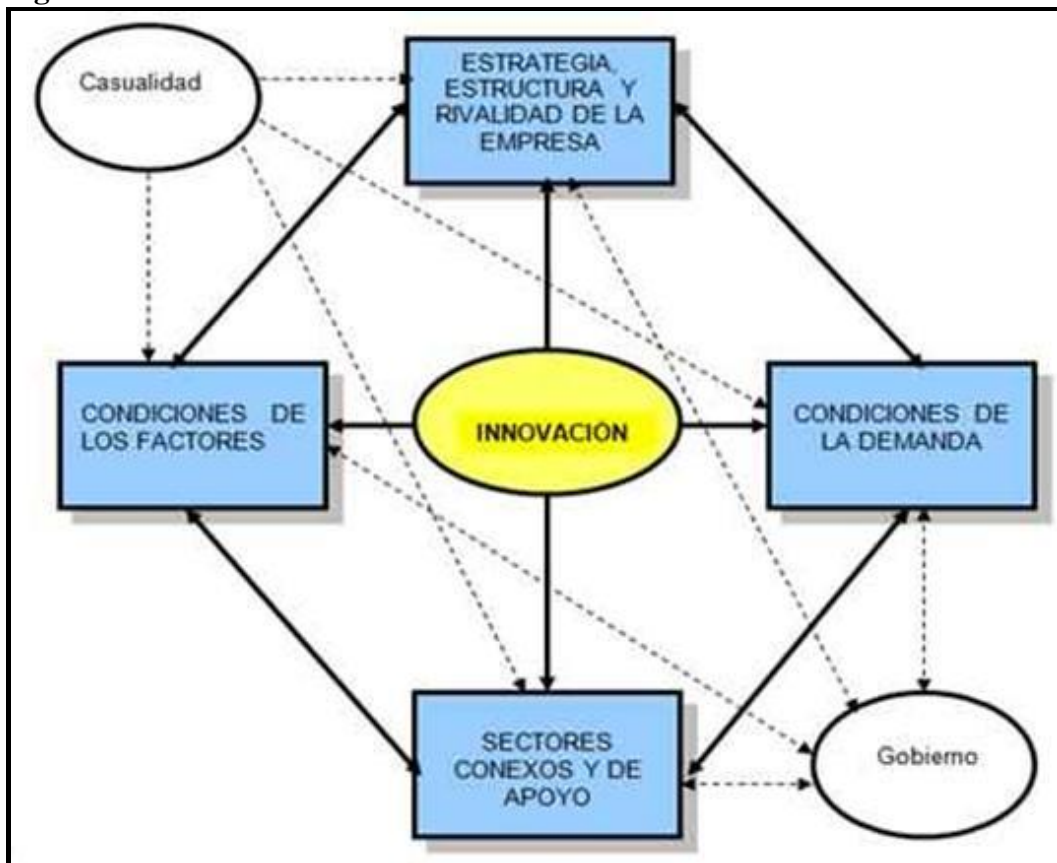 Casualidad
ESTRATEGIA,
ESTRUCTURA Y
RIVALIDAD DE LA
EMPRESA
CONDICIONES DE
LOS FACTORES
INNOVACIÓN
CONDICIONES DE
LA DEMANDA
SECTORES
CONEXOS Y DE
APOYO
Gobierno